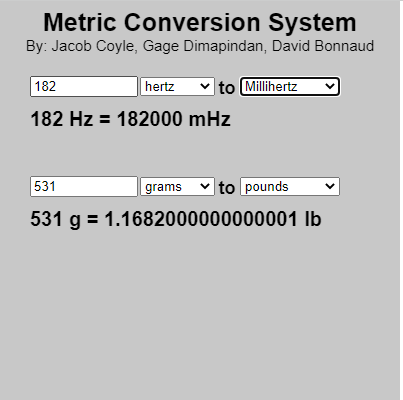 Metric Conversion System
By: Jacob Coyle, Gage Dimapindan, David Bonnaud
182 hertz to Millihertz
182 Hz = 182000 mHz
531 grams to pounds
531 g = 1.1682000000000001 lb